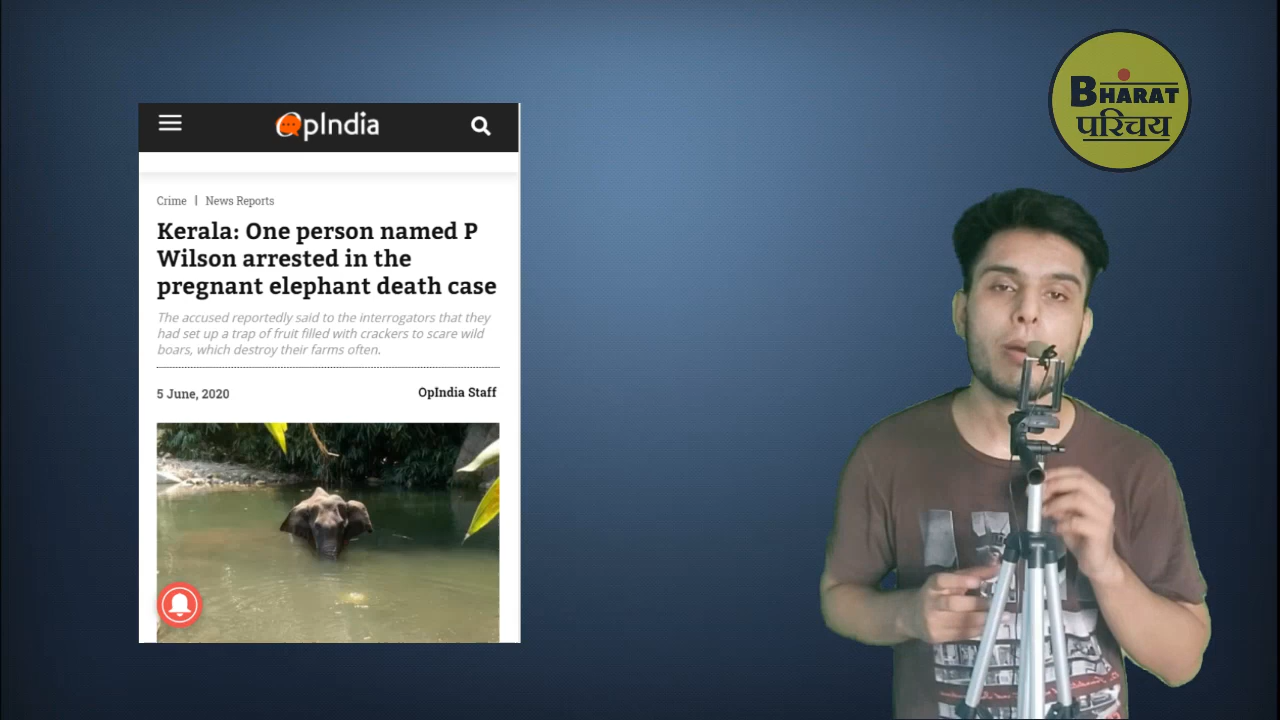 OpIndia
Crime | News Reports
Kerala: One person named P
Wilson arrested in the
pregnant elephant death case
The accused reportedly said to the interrogators that they
had set up a trap of fruit filled with crackers to scare wild
boars, which destroy their farms often.
5 June, 2020 OpIndia Staff
BHARAT
परिचय